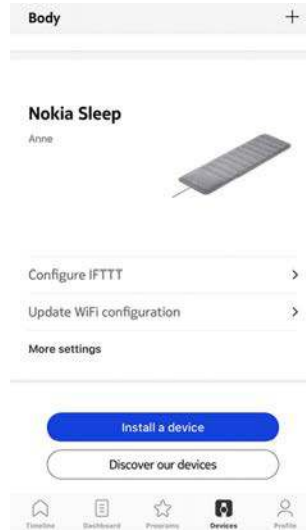 Body +
Nokia Sleep
Anne
Configure IFTTT >
Update WiFi configuration >
More settings
Install a device
Discover our devices
Timeline Dashboard Programs Devices Profile